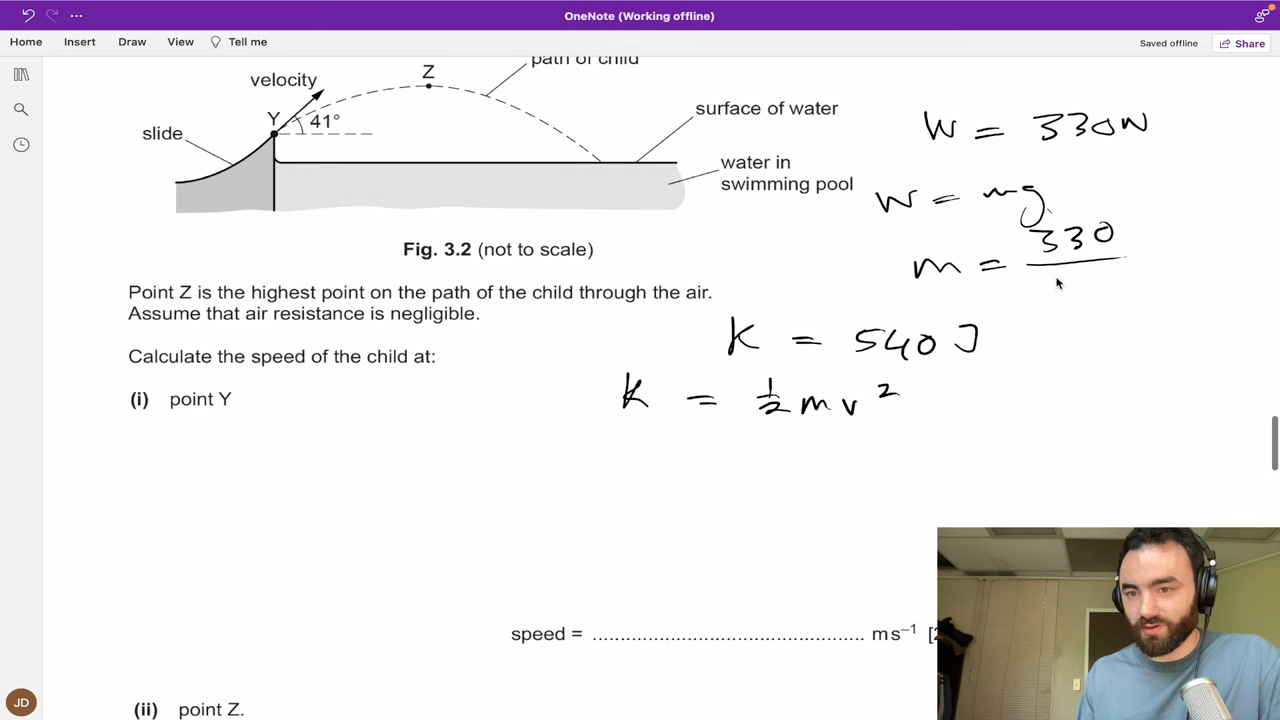 OneNote (Working offline)
Home Insert Draw View Tell me
Saved offline Share
path of child
velocity
Z
Y 41°
surface of water
slide
water in
swimming pool
Fig. 3.2 (not to scale)
W = 330N
W = mg
m = 330
Point Z is the highest point on the path of the child through the air.
Assume that air resistance is negligible.
K = 540 J
Calculate the speed of the child at:
(i) point Y
K = 1/2 m v 2
speed = ............................................. m s–1 [2
(ii) point Z.
JD